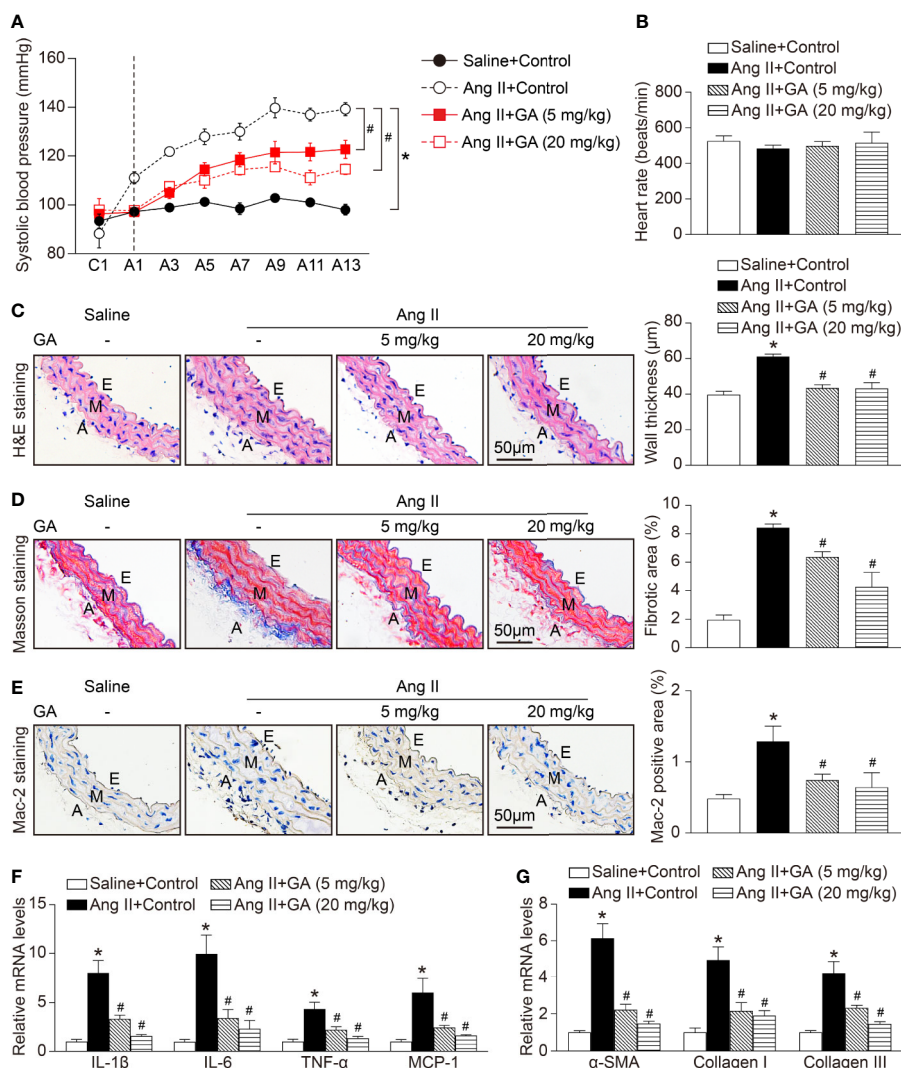 A
Systolic blood pressure (mmHg)
160
140
120
100
80
C1 A1 A3 A5 A7 A9 A11 A13
# # *
Saline+Control
Ang II+Control
Ang II+GA (5 mg/kg)
Ang II+GA (20 mg/kg)
B
Saline+Control
Ang II+Control
Ang II+GA (5 mg/kg)
Ang II+GA (20 mg/kg)
Heart rate (beats/min)
800
600
400
200
0
C
Saline Ang II
GA - - 5 mg/kg 20 mg/kg
H&E staining
E M A
E M A
E M A
E M A
50μm
Saline+Control
Ang II+Control
Ang II+GA (5 mg/kg)
Ang II+GA (20 mg/kg)
Wall thickness (μm)
80
60
40
20
0
* # #
D
Saline Ang II
GA - - 5 mg/kg 20 mg/kg
Masson staining
E M A
E M A
E M A
E M A
50μm
Fibrotic area (%)
10
8
6
4
2
0
* # #
E
Saline Ang II
GA - - 5 mg/kg 20 mg/kg
Mac-2 staining
E M A
E M A
E M A
E M A
50μm
Mac-2 positive area (%)
2
1
0
* # #
F
Saline+Control Ang II+GA (5 mg/kg)
Ang II+Control Ang II+GA (20 mg/kg)
Relative mRNA levels
15
10
5
0
* # # * # # * # # * # #
IL-1β IL-6 TNF-α MCP-1
G
Saline+Control Ang II+GA (5 mg/kg)
Ang II+Control Ang II+GA (20 mg/kg)
Relative mRNA levels
8
6
4
2
0
* # # * # # * # #
α-SMA Collagen I Collagen III